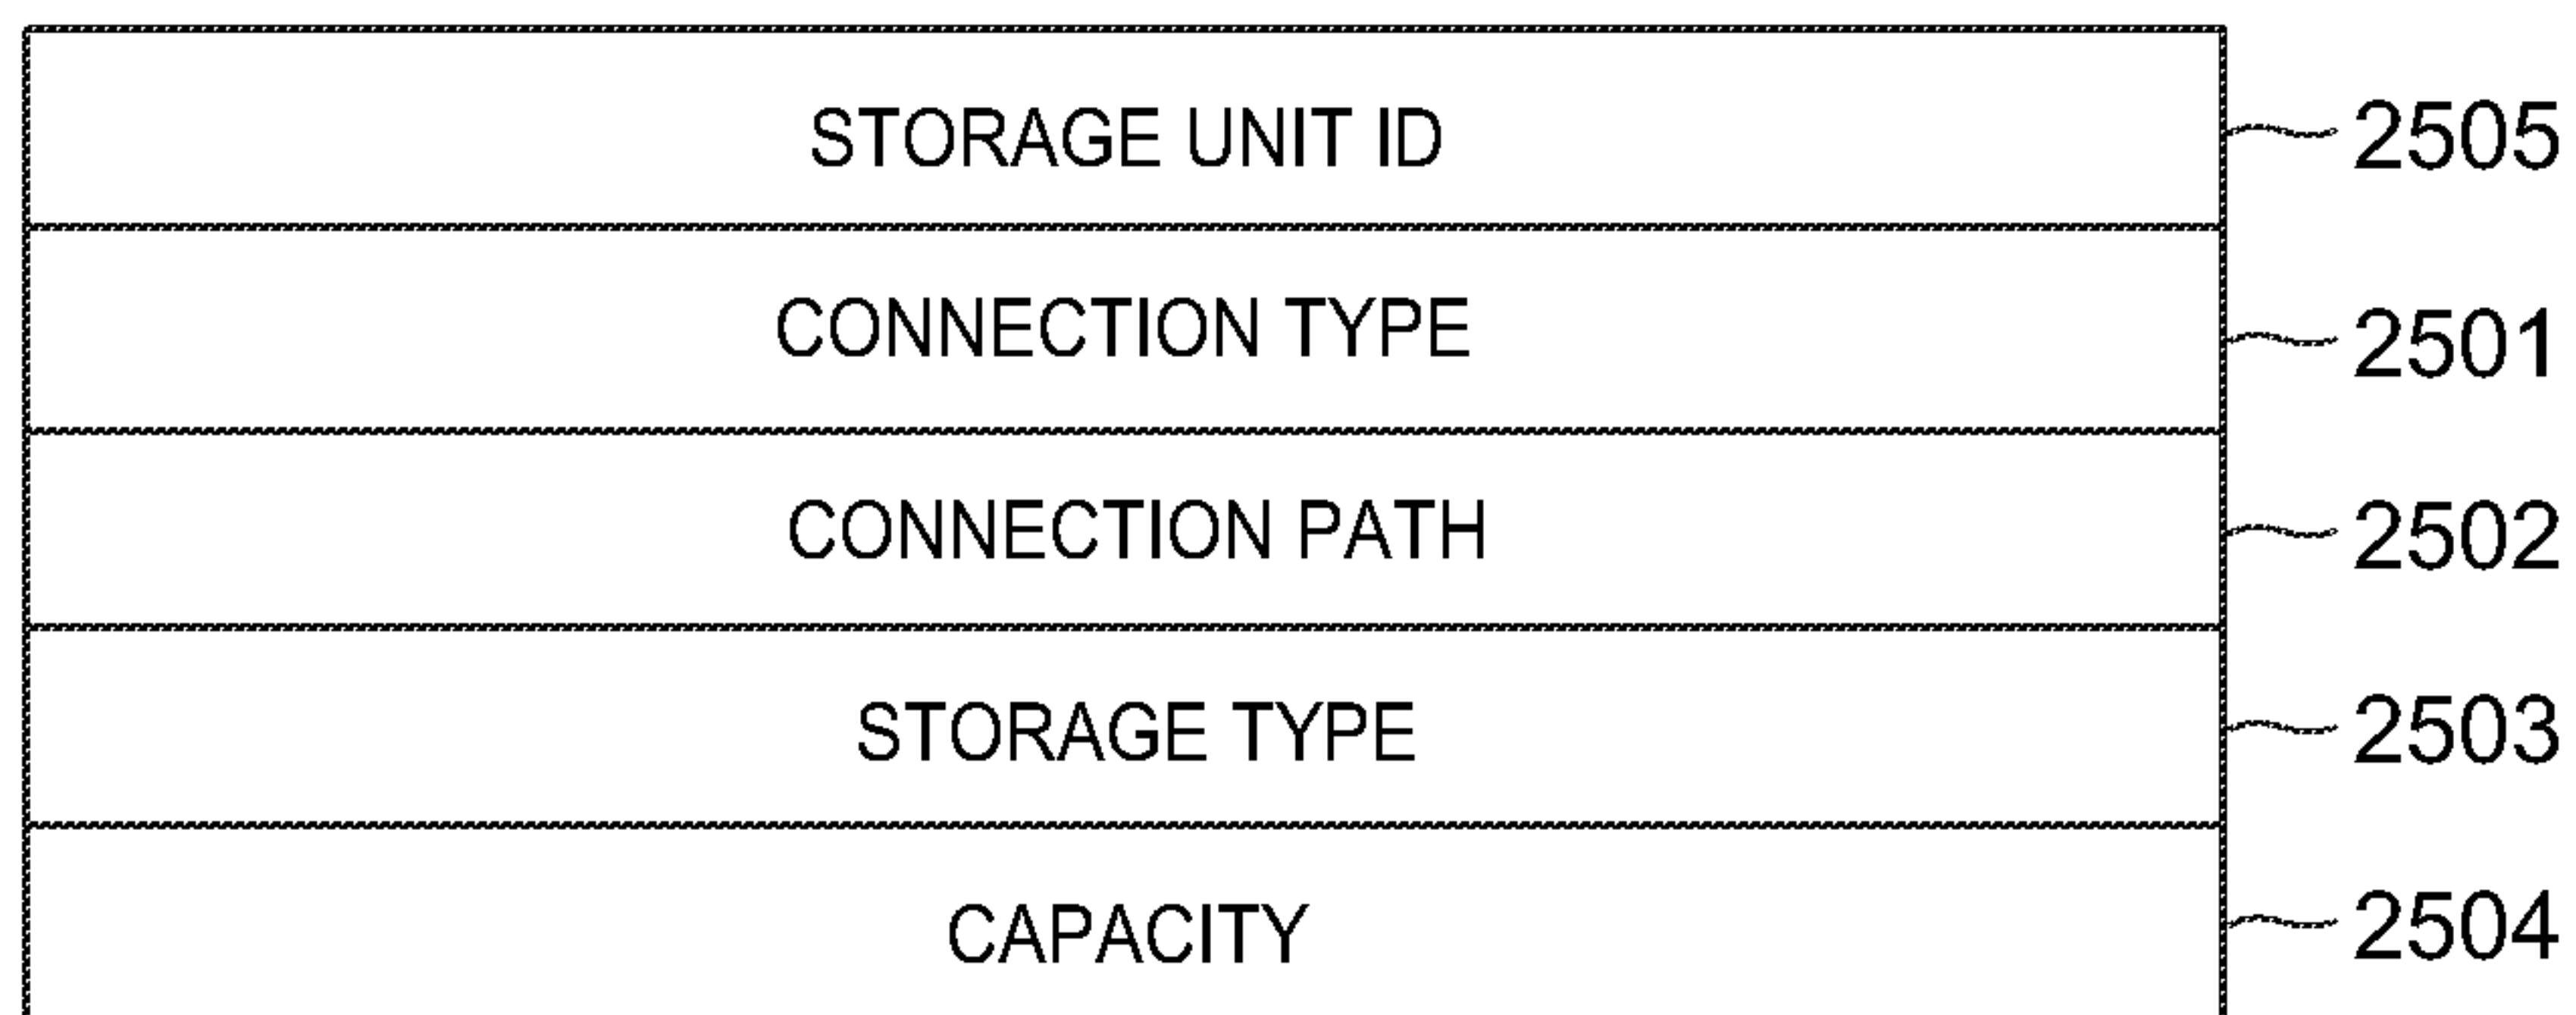 STORAGE UNIT ID 2505
CONNECTION TYPE 2501
CONNECTION PATH 2502
STORAGE TYPE 2503
CAPACITY 2504